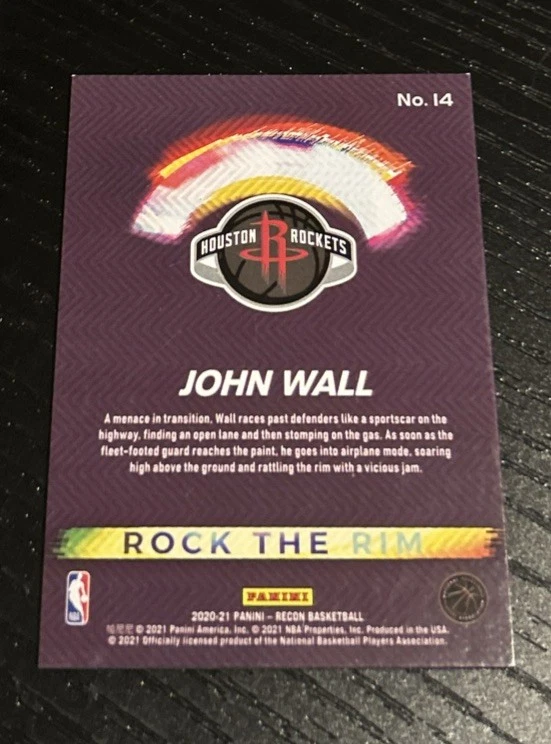 No. 14
HOUSTON R ROCKETS
JOHN WALL
A menace in transition, Wall races past defenders like a sportscar on the
highway, finding an open lane and then stomping on the gas. As soon as the
fleet-footed guard reaches the paint, he goes into airplane mode, soaring
high above the ground and rattling the rim with a vicious jam.
ROCK THE RIM
NBA
PANINI
2020-21 PANINI – RECON BASKETBALL
© 2021 Panini America, Inc. © 2021 NBA Properties, Inc. Produced in the USA.
© 2021 Officially licensed product of the National Basketball Players Association.